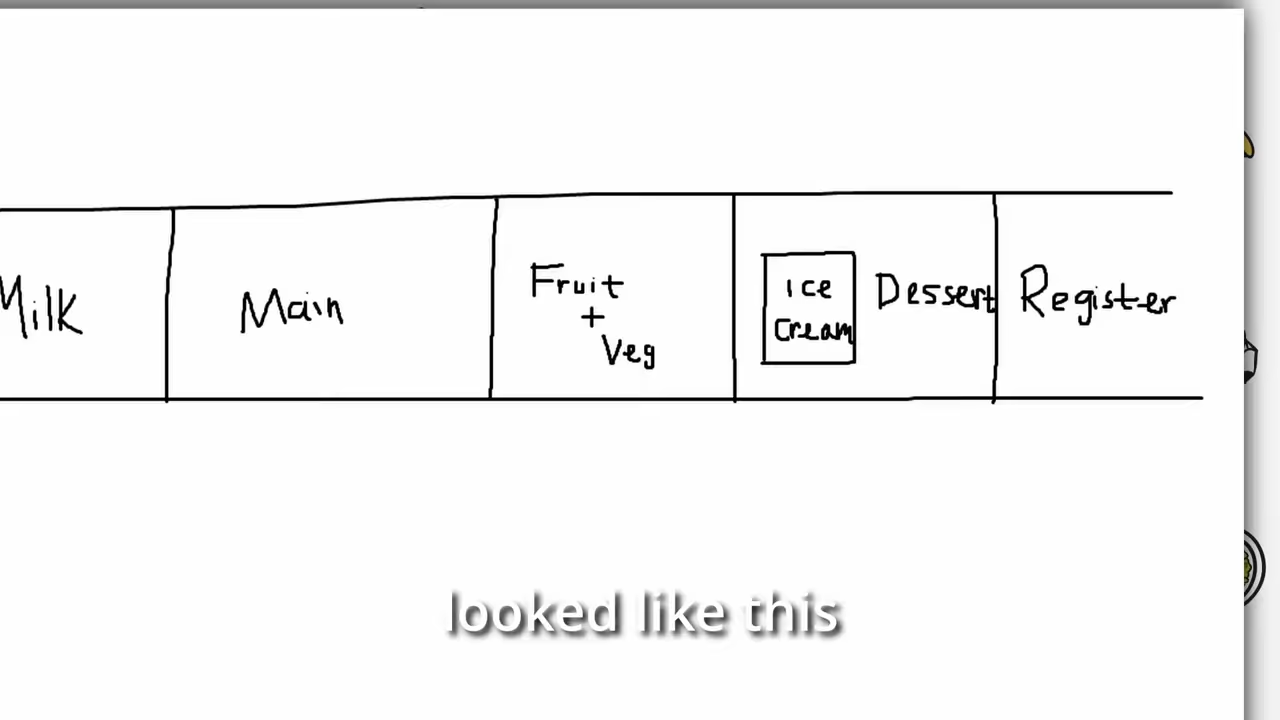 Milk
Main
Fruit
+
Veg
ice
cream
Dessert
Register
looked like this